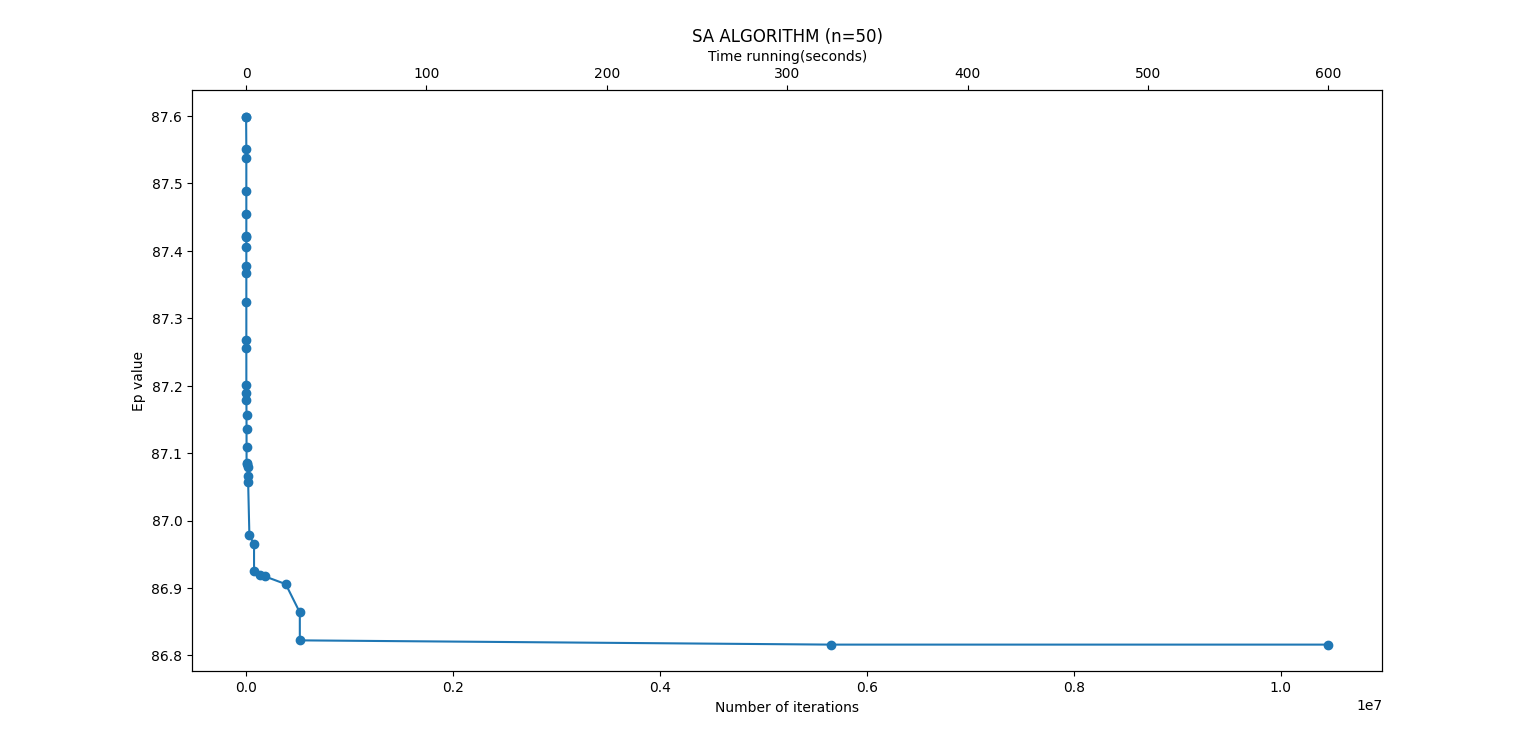 SA ALGORITHM (n=50)
Time running(seconds)
0 100 200 300 400 500 600
87.6
87.5
87.4
87.3
87.2
87.1
87.0
86.9
86.8
Ep value
0.0 0.2 0.4 0.6 0.8 1.0
1e7
Number of iterations